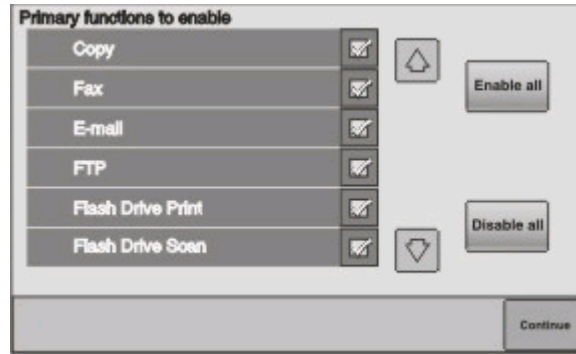 Primary functions to enable
Copy
Fax
Enable all
E-mail
FTP
Flash Drive Print
Disable all
Flash Drive Scan
Continue